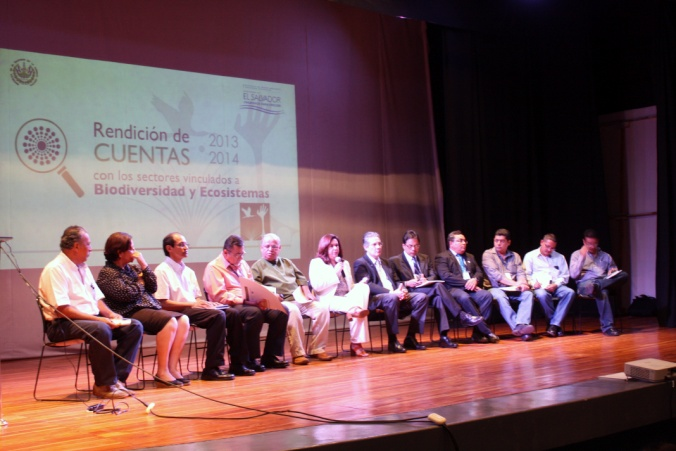 EL SALVADOR
Rendición de 2013
CUENTAS 2014
con los sectores vinculados a
Biodiversidad y Ecosistemas